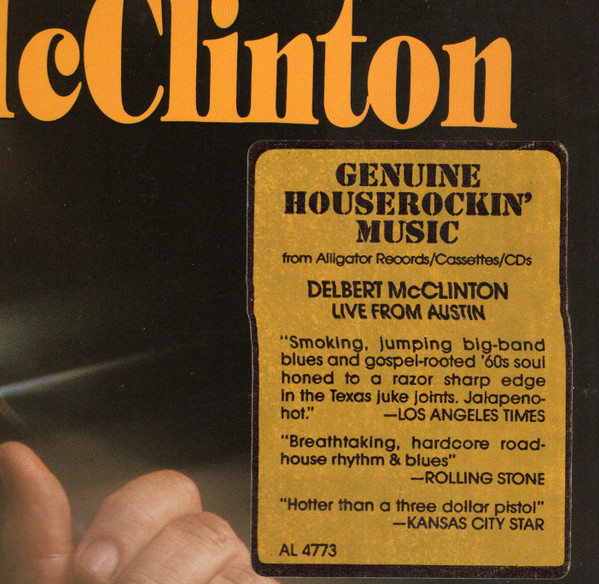 McClinton
GENUINE
HOUSEROCKIN'
MUSIC
from Alligator Records/Cassettes/CDs
DELBERT McCLINTON
LIVE FROM AUSTIN
"Smoking, jumping big-band
blues and gospel-rooted '60s soul
honed to a razor sharp edge
in the Texas juke joints. Jalapeno-
hot." —LOS ANGELES TIMES
"Breathtaking, hardcore road-
house rhythm & blues"
—ROLLING STONE
"Hotter than a three dollar pistol"
—KANSAS CITY STAR
AL 4773